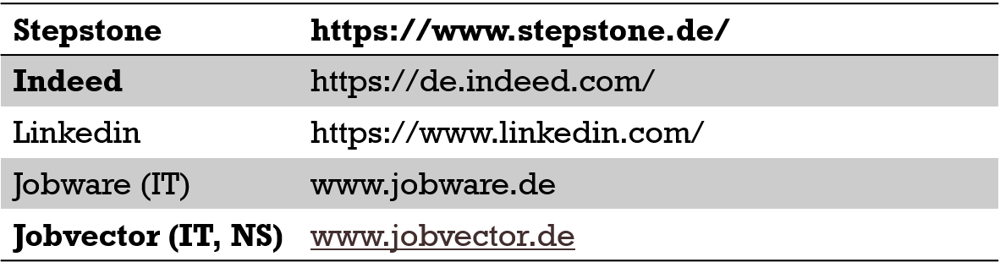 Stepstone https://www.stepstone.de/
Indeed https://de.indeed.com/
Linkedin https://www.linkedin.com/
Jobware (IT) www.jobware.de
Jobvector (IT, NS) www.jobvector.de